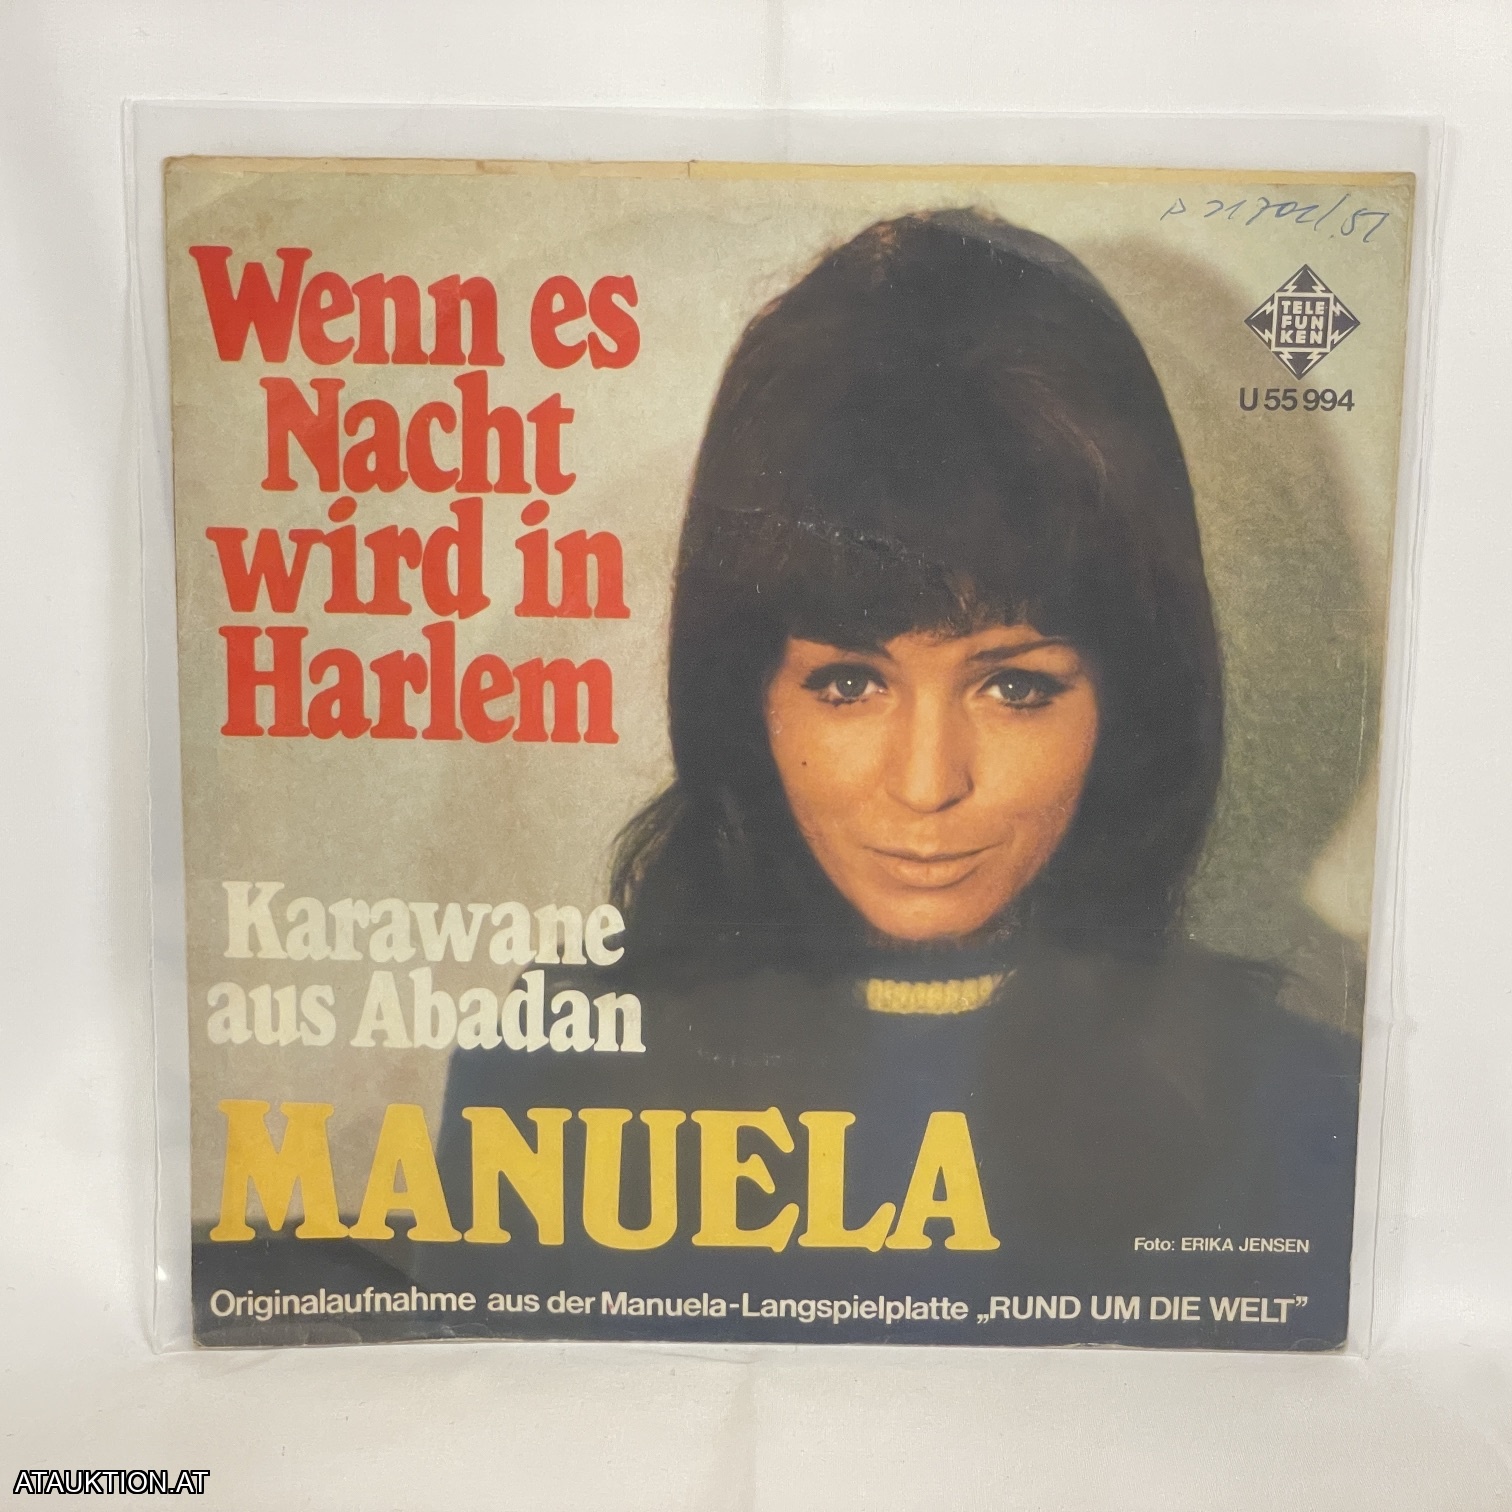 Wenn es
Nacht
wird in
Harlem
TELE
FUN
KEN
U 55 994
Karawane
aus Abadan
MANUELA
Foto: ERIKA JENSEN
Originalaufnahme aus der Manuela-Langspielplatte „RUND UM DIE WELT”
ATAUKTION.AT